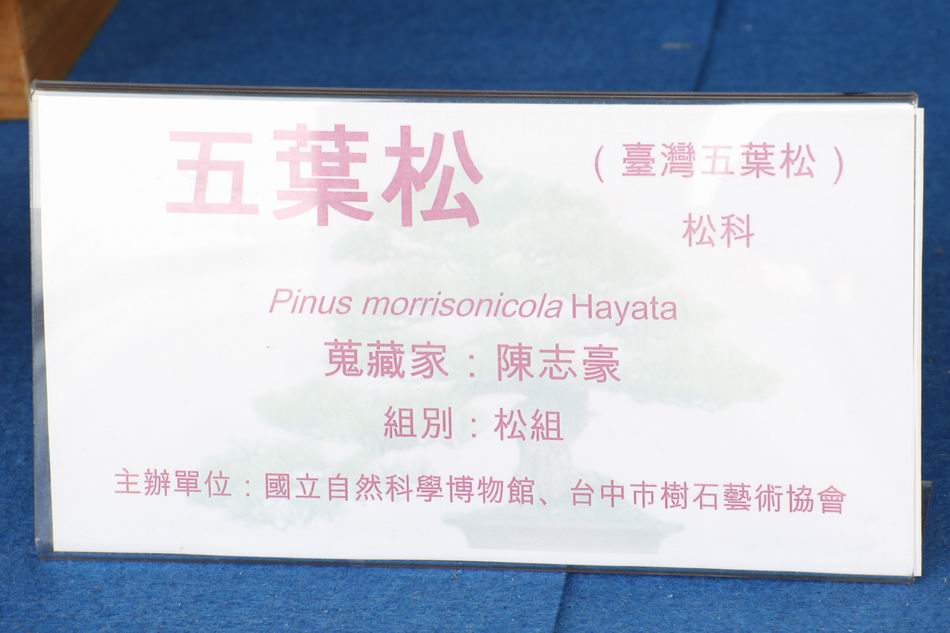 五葉松 (臺灣五葉松)
松科
Pinus morrisonicola Hayata
蒐藏家：陳志豪
組別：松組
主辦單位：國立自然科學博物館、台中市樹石藝術協會